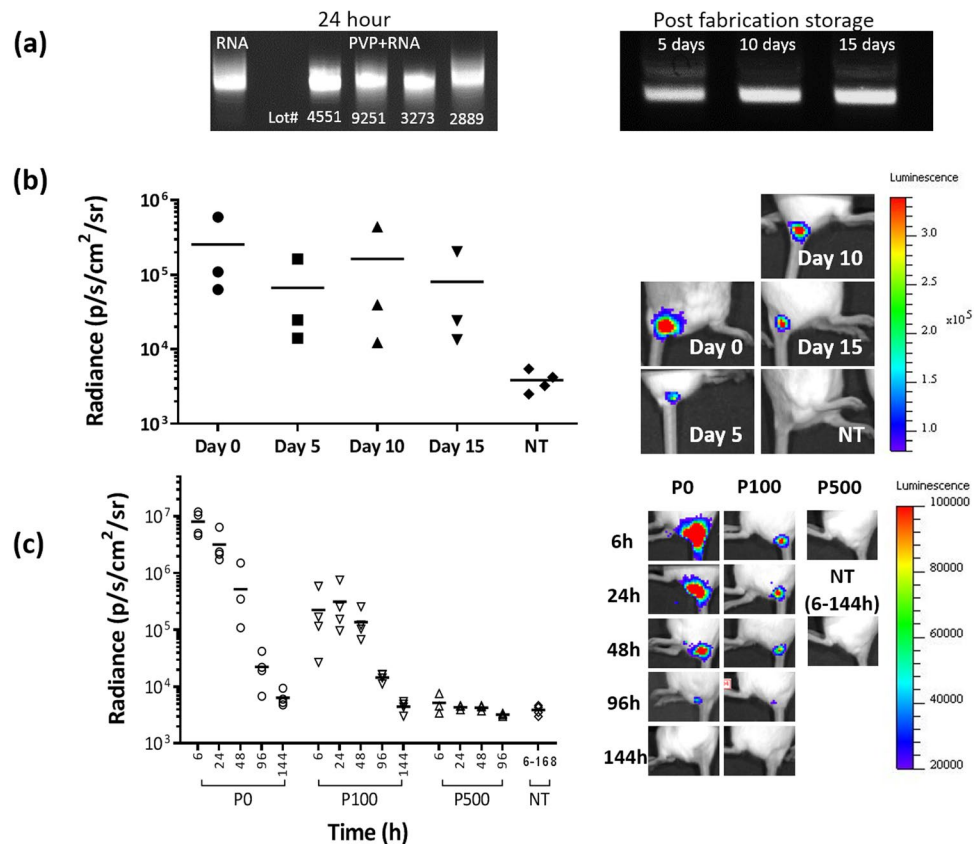 (a)
24 hour
RNA
PVP+RNA
Lot#
4551
9251
3273
2889
Post fabrication storage
5 days
10 days
15 days
(b)
Radiance (p/s/cm²/sr)
10⁶
10⁵
10⁴
10³
Day 0
Day 5
Day 10
Day 15
NT
Day 10
Day 0
Day 15
Day 5
NT
Luminescence
3.0
2.5
2.0
1.5
1.0
x10⁵
(c)
Radiance (p/s/cm²/sr)
10⁷
10⁶
10⁵
10⁴
10³
6
24
48
96
144
6
24
48
96
144
6
24
48
96
6-168
P0
P100
P500
NT
Time (h)
P0
P100
P500
6h
24h
48h
96h
144h
NT
(6-144h)
Luminescence
100000
80000
60000
40000
20000